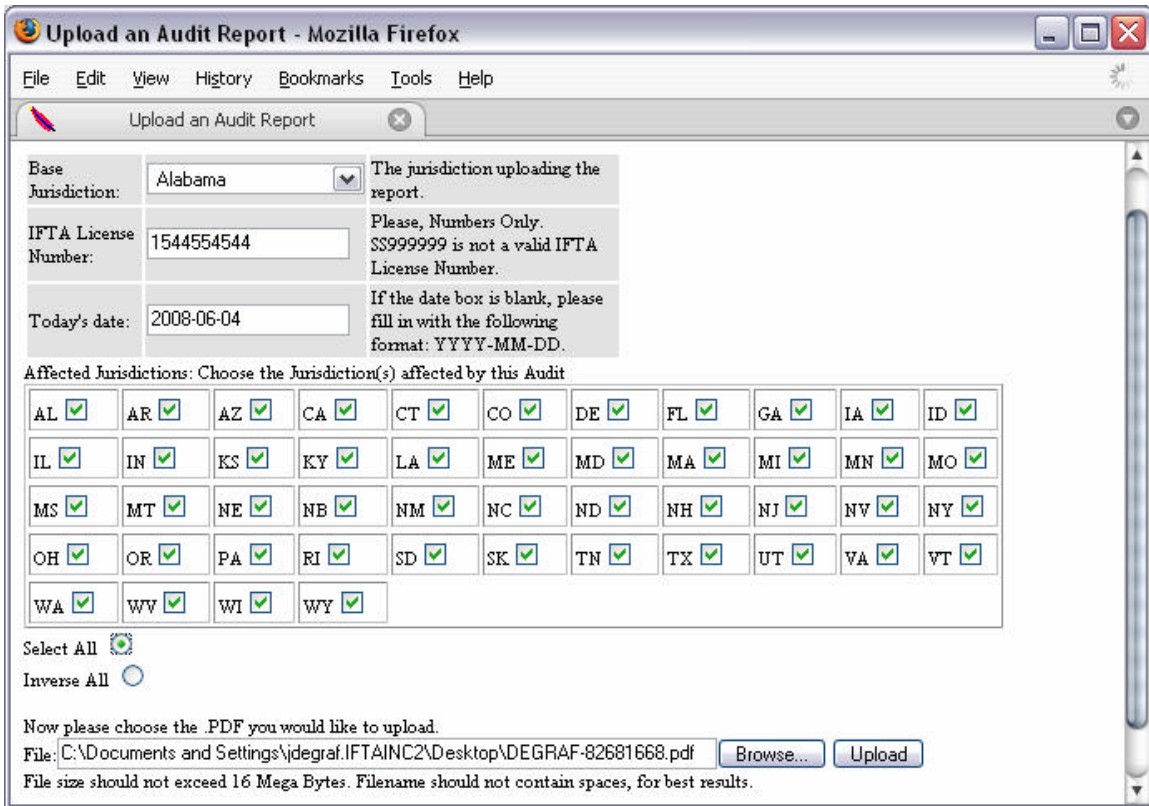 Upload an Audit Report - Mozilla Firefox
File Edit View History Bookmarks Tools Help
Upload an Audit Report
Base Jurisdiction: Alabama The jurisdiction uploading the report.
IFTA License Number: 1544554544 Please, Numbers Only. SS999999 is not a valid IFTA License Number.
Today's date: 2008-06-04 If the date box is blank, please fill in with the following format: YYYY-MM-DD.
Affected Jurisdictions: Choose the Jurisdiction(s) affected by this Audit
AL AR AZ CA CT CO DE FL GA IA ID
IL IN KS KY LA ME MD MA MI MN MO
MS MT NE NB NM NC ND NH NJ NV NY
OH OR PA RI SD SK TN TX UT VA VT
WA WV WI WY
Select All
Inverse All
Now please choose the .PDF you would like to upload.
File: C:\Documents and Settings\jdegraf.IFTAINC2\Desktop\DEGRAF-82681668.pdf Browse... Upload
File size should not exceed 16 Mega Bytes. Filename should not contain spaces, for best results.